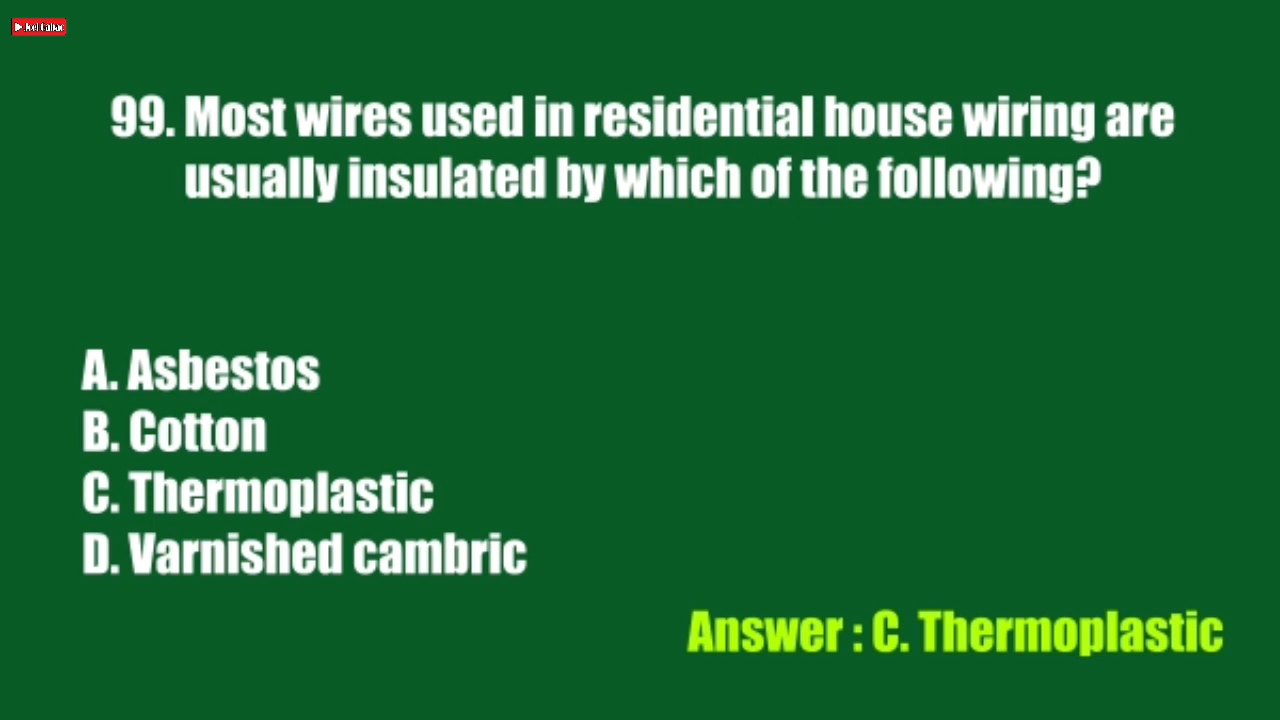 99. Most wires used in residential house wiring are
usually insulated by which of the following?
A. Asbestos
B. Cotton
C. Thermoplastic
D. Varnished cambric
Answer : C. Thermoplastic